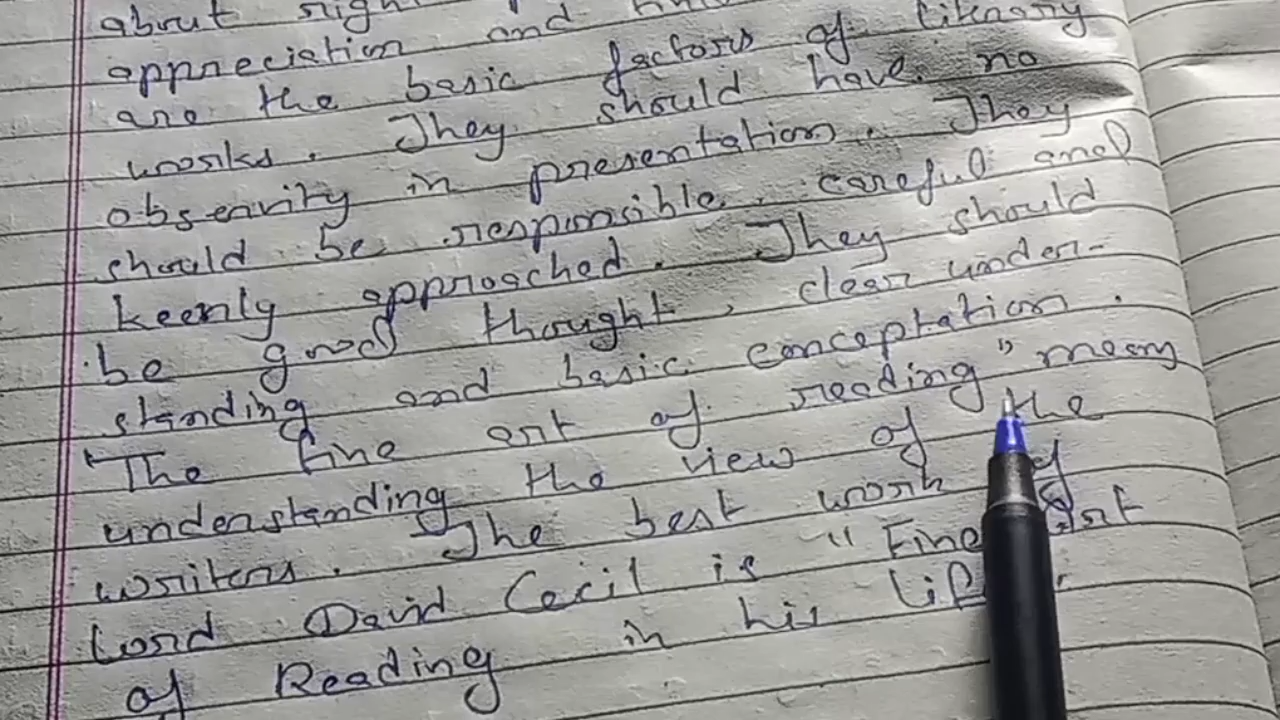 about
appreciation and
are the basic factors of literary
works. They should have no
obsenrity in presentation. They
should be responsible, careful and
keenly approached. They should
be good thought, clear under-
standing and basic conceptation.
"The fine art of reading" mean
understanding the view of the
writers. The best work of
Lord David Cecil is "Fine Art
of Reading in his